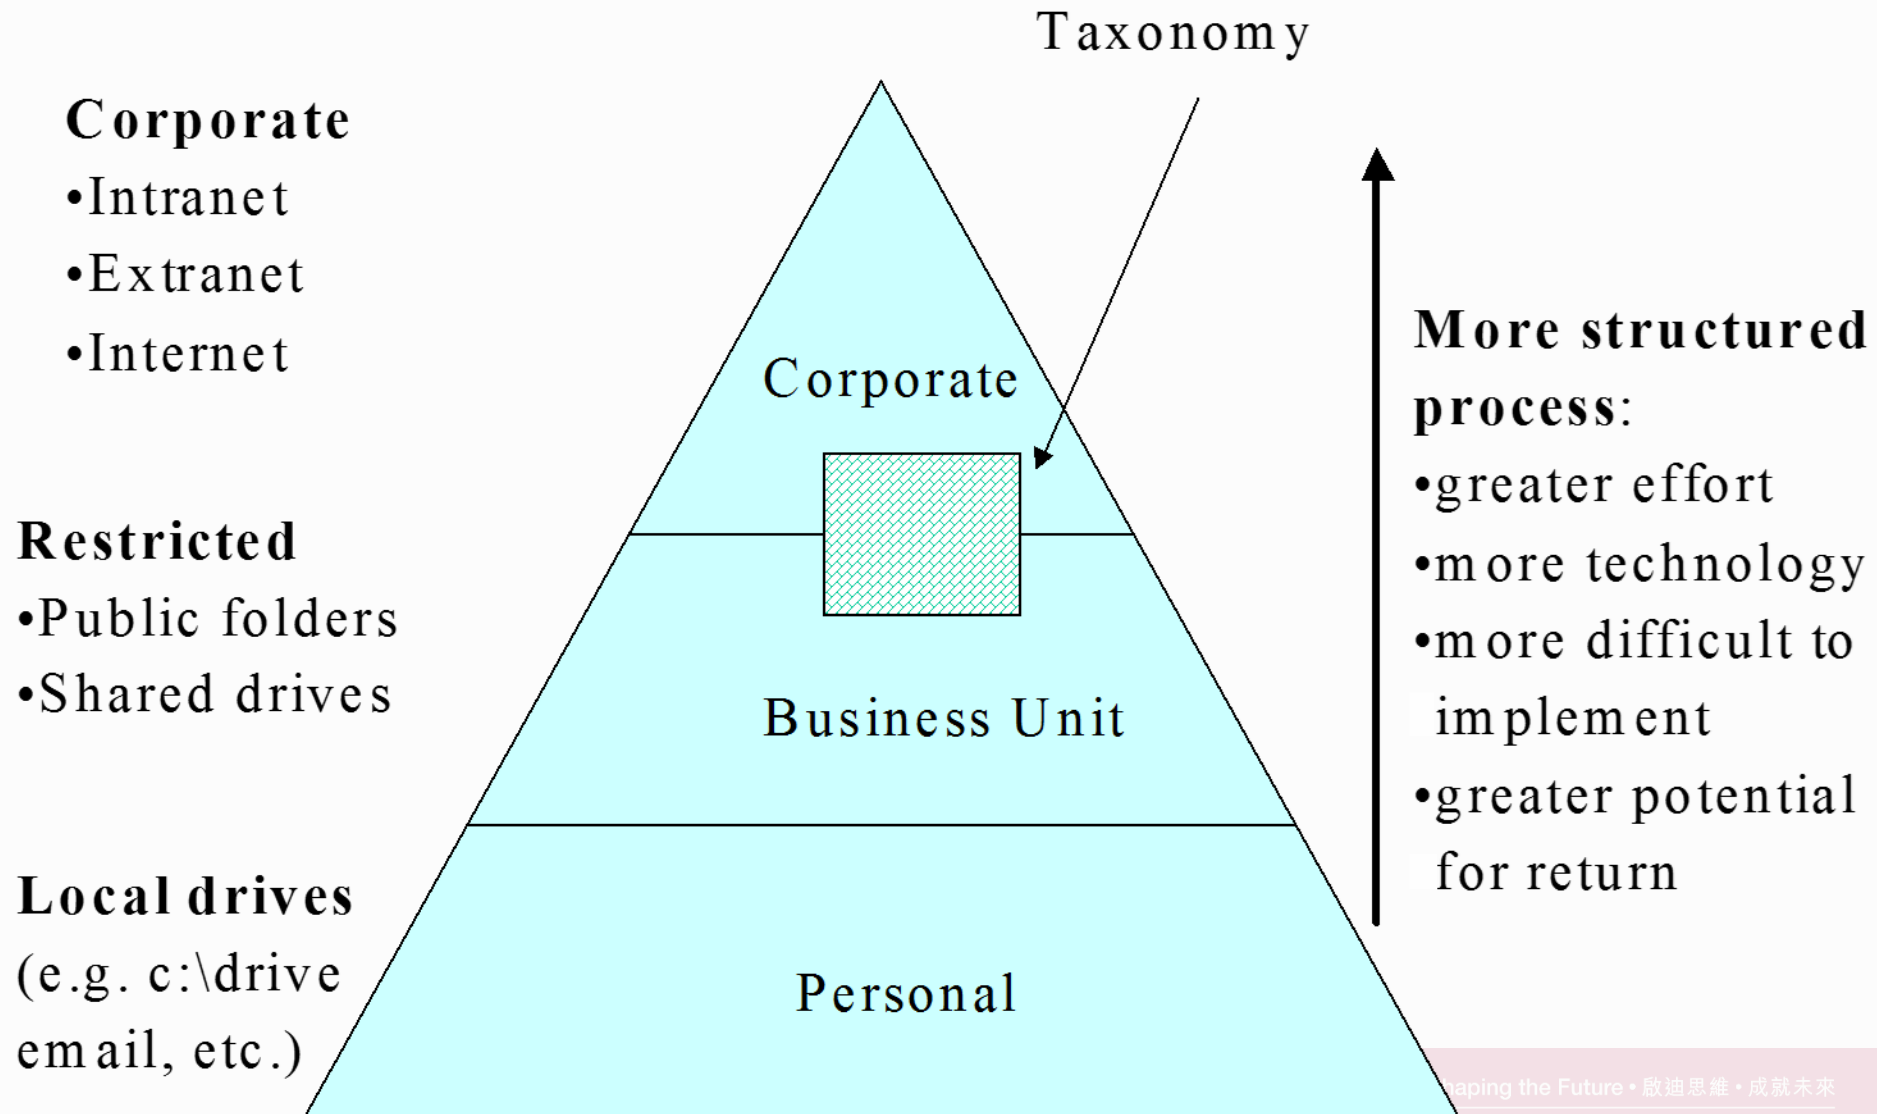 Taxonomy
Corporate
•Intranet
•Extranet
•Internet
Restricted
•Public folders
•Shared drives
Local drives
(e.g. c:\drive
email, etc.)
Corporate
Business Unit
Personal
More structured
process:
•greater effort
•more technology
•more difficult to
implement
•greater potential
for return
haping the Future • 啟迪思維 • 成就未來